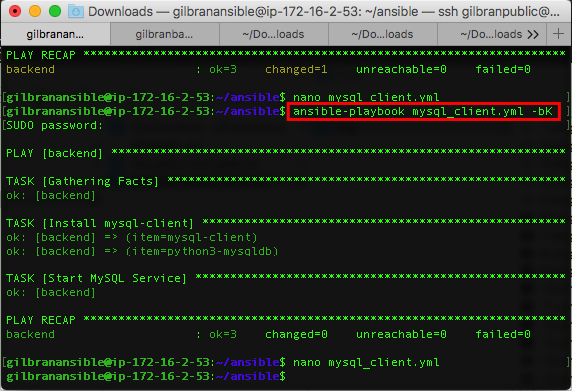 Downloads — gilbranansible@ip-172-16-2-53: ~/ansible — ssh gilbranpublic@...
gilbranan... gilbranba... ~/Do...loads ~/Do...loads ~/Do...loads >> +
PLAY RECAP *********************************************************
backend : ok=3 changed=1 unreachable=0 failed=0
[gilbranansible@ip-172-16-2-53:~/ansible$ nano mysql_client.yml ]
[gilbranansible@ip-172-16-2-53:~/ansible$ ansible-playbook mysql_client.yml -bK ]
[SUDO password: ]
PLAY [backend] *****************************************************
TASK [Gathering Facts] *********************************************
ok: [backend]
TASK [Install mysql-client] ****************************************
ok: [backend] => (item=mysql-client)
ok: [backend] => (item=python3-mysqldb)
TASK [Start MySQL Service] *****************************************
ok: [backend]
PLAY RECAP *********************************************************
backend : ok=3 changed=0 unreachable=0 failed=0
[gilbranansible@ip-172-16-2-53:~/ansible$ nano mysql_client.yml ]
gilbranansible@ip-172-16-2-53:~/ansible$